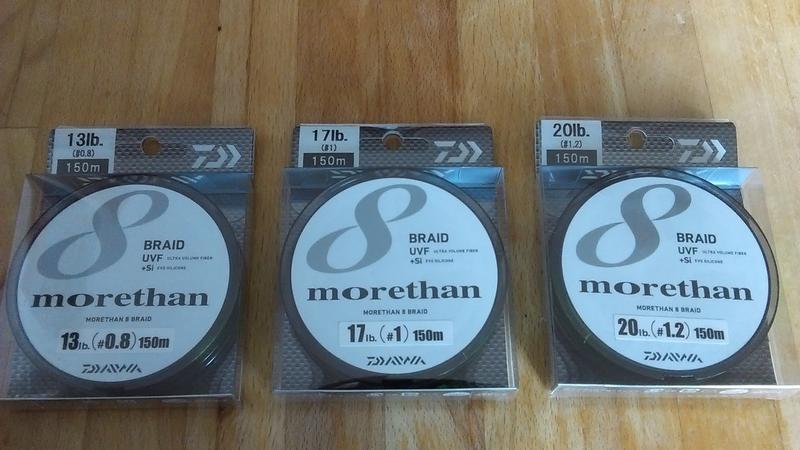 13lb.
(#0.8)
150m
8
BRAID
UVF ULTRA VOLUME FIBER
+Si EVO SILICONE
morethan
MORETHAN 8 BRAID
13lb.(#0.8)150m
DAIWA
17lb.
(#1)
150m
8
BRAID
UVF ULTRA VOLUME FIBER
+Si EVO SILICONE
morethan
MORETHAN 8 BRAID
17lb.(#1)150m
DAIWA
20lb.
(#1.2)
150m
8
BRAID
UVF ULTRA VOLUME FIBER
+Si EVO SILICONE
morethan
MORETHAN 8 BRAID
20lb.(#1.2)150m
DAIWA